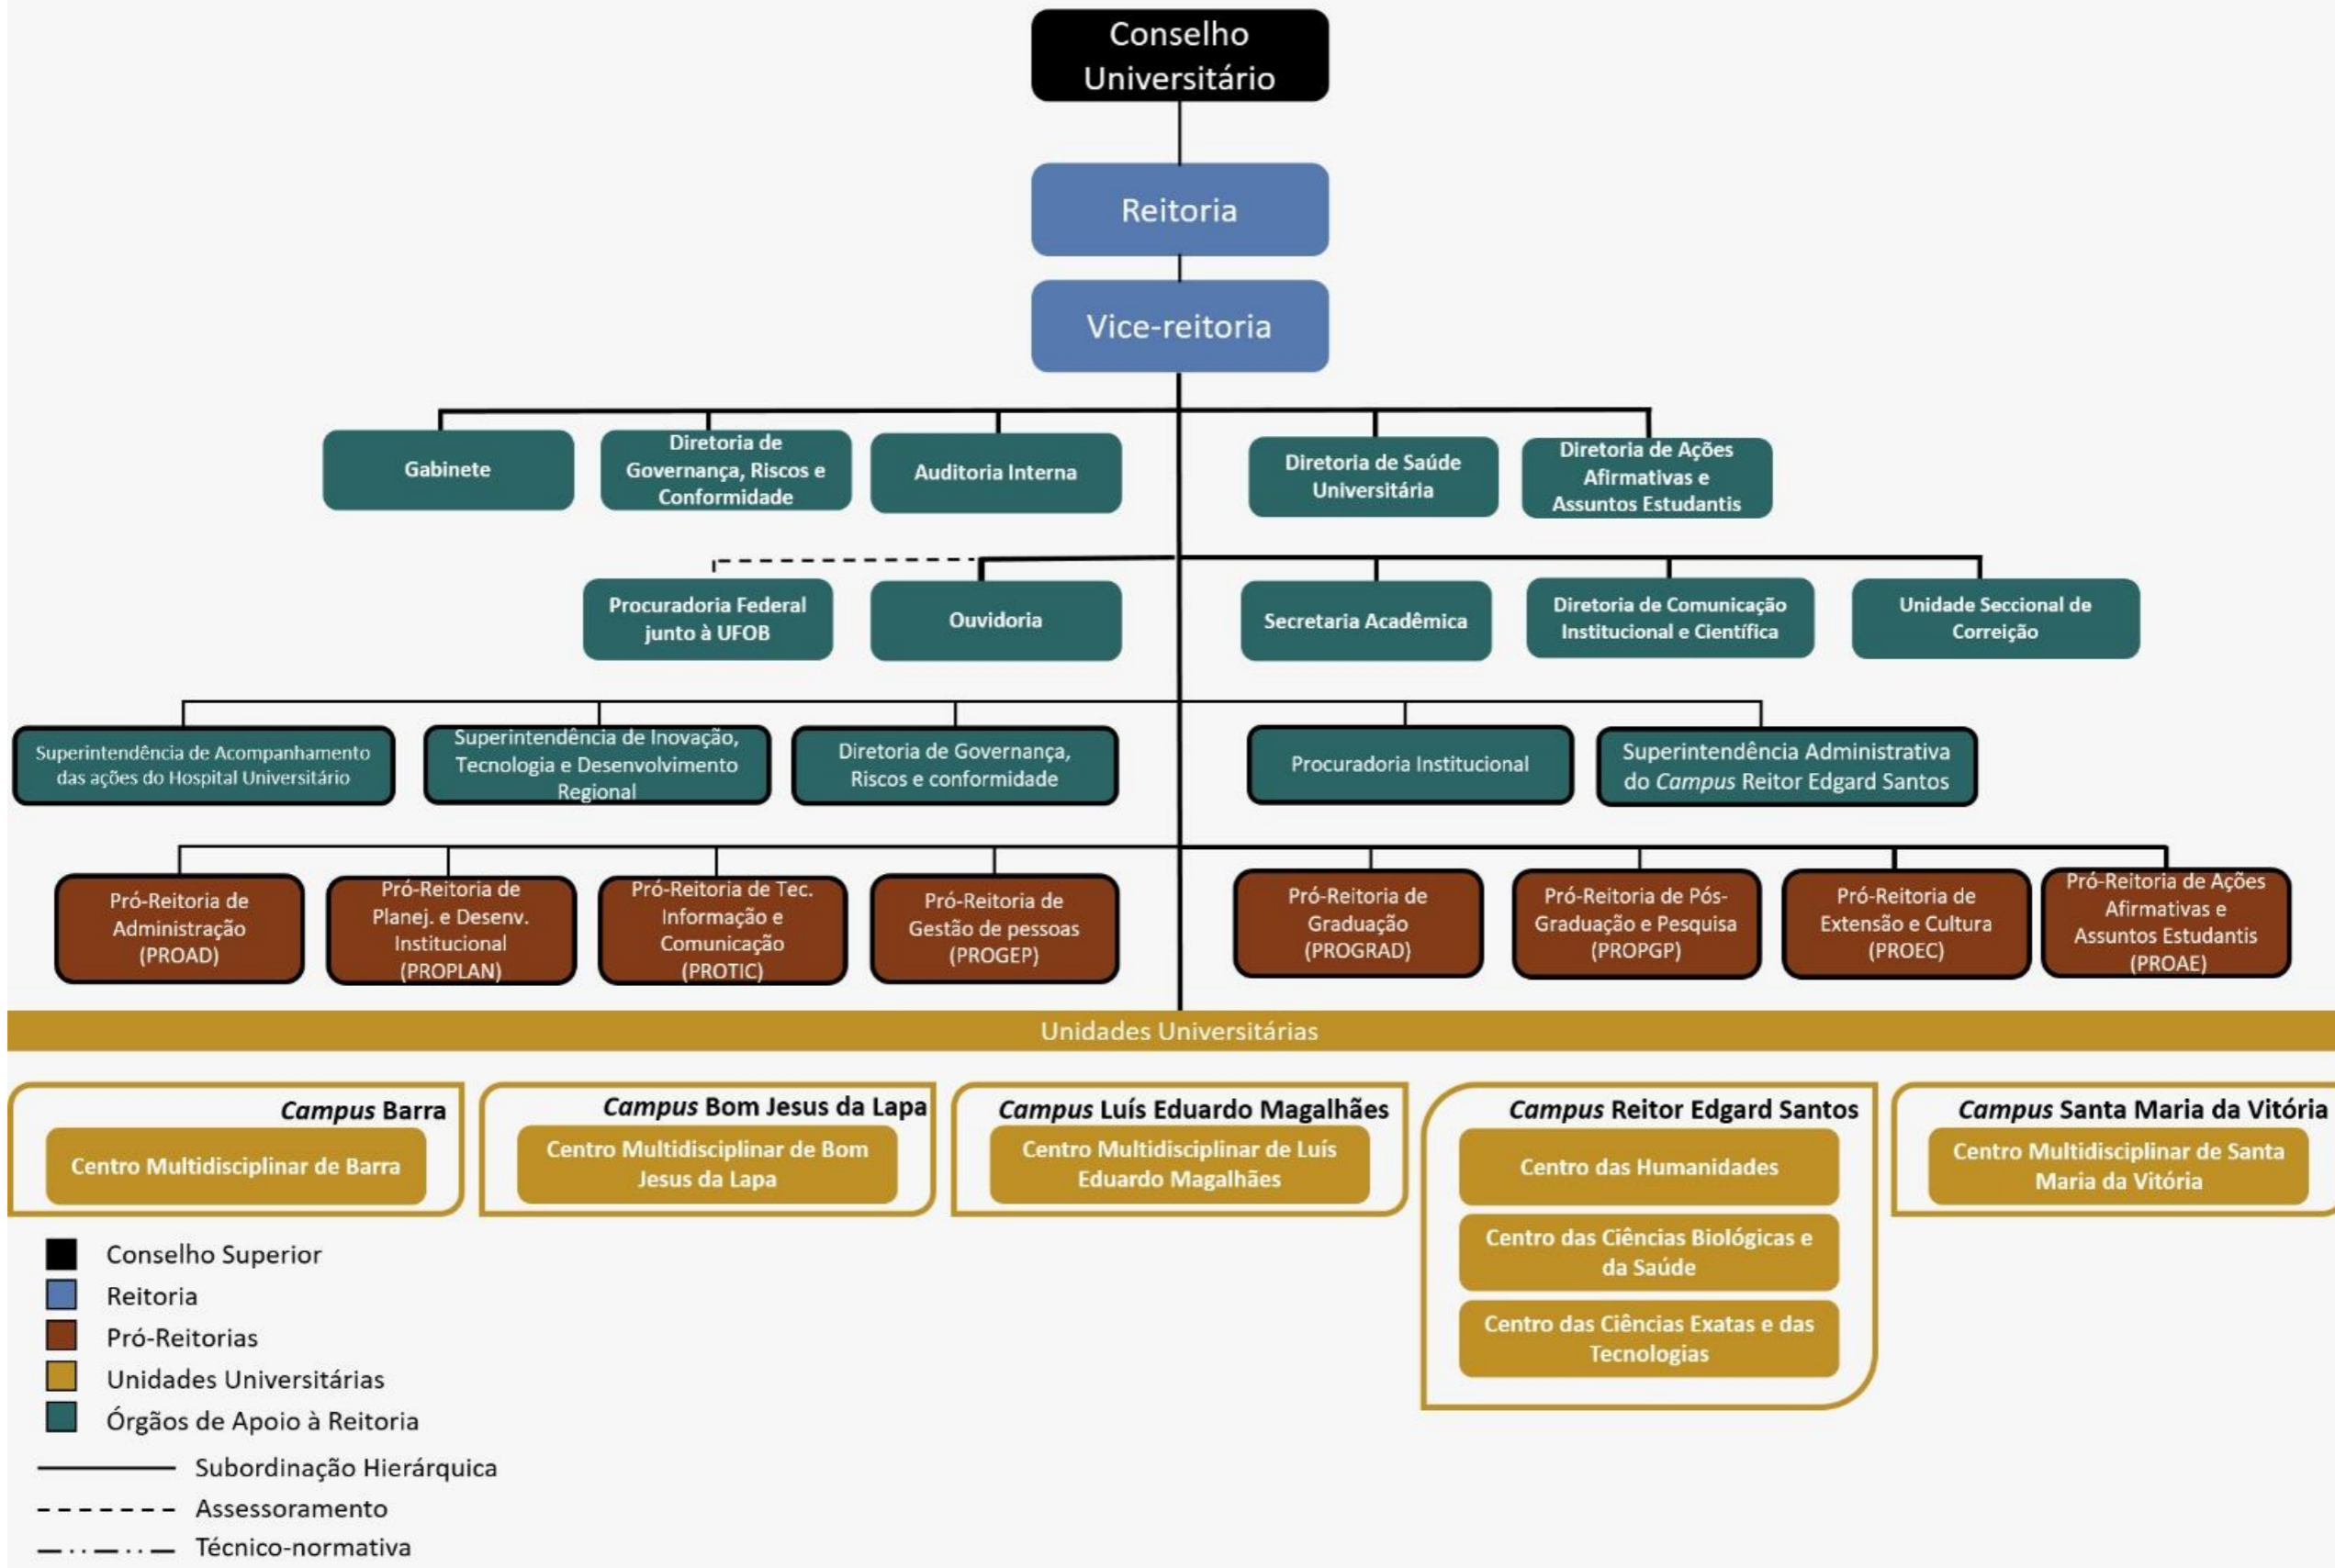 Conselho
Universitário
Reitoria
Vice-reitoria
Gabinete
Diretoria de
Governança, Riscos e
Conformidade
Auditoria Interna
Diretoria de Saúde
Universitária
Diretoria de Ações
Afirmativas e
Assuntos Estudantis
Procuradoria Federal
junto à UFOB
Ouvidoria
Secretaria Acadêmica
Diretoria de Comunicação
Institucional e Científica
Unidade Seccional de
Correição
Superintendência de Acompanhamento
das ações do Hospital Universitário
Superintendência de Inovação,
Tecnologia e Desenvolvimento
Regional
Diretoria de Governança,
Riscos e conformidade
Procuradoria Institucional
Superintendência Administrativa
do Campus Reitor Edgard Santos
Pró-Reitoria de
Administração
(PROAD)
Pró-Reitoria de
Planej. e Desenv.
Institucional
(PROPLAN)
Pró-Reitoria de Tec.
Informação e
Comunicação
(PROTIC)
Pró-Reitoria de
Gestão de pessoas
(PROGEP)
Pró-Reitoria de
Graduação
(PROGRAD)
Pró-Reitoria de Pós-
Graduação e Pesquisa
(PROPGP)
Pró-Reitoria de
Extensão e Cultura
(PROEC)
Pró-Reitoria de Ações
Afirmativas e
Assuntos Estudantis
(PROAE)
Unidades Universitárias
Campus Barra
Centro Multidisciplinar de Barra
Campus Bom Jesus da Lapa
Centro Multidisciplinar de Bom
Jesus da Lapa
Campus Luís Eduardo Magalhães
Centro Multidisciplinar de Luís
Eduardo Magalhães
Campus Reitor Edgard Santos
Centro das Humanidades
Centro das Ciências Biológicas e
da Saúde
Centro das Ciências Exatas e das
Tecnologias
Campus Santa Maria da Vitória
Centro Multidisciplinar de Santa
Maria da Vitória
Conselho Superior
Reitoria
Pró-Reitorias
Unidades Universitárias
Órgãos de Apoio à Reitoria
Subordinação Hierárquica
Assessoramento
Técnico-normativa